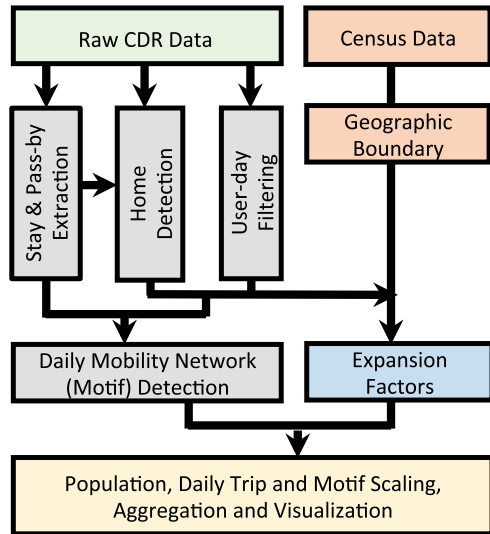 Raw CDR Data
Census Data
Geographic
Boundary
Stay & Pass-by
Extraction
Home
Detection
User-day
Filtering
Daily Mobility Network
(Motif) Detection
Expansion
Factors
Population, Daily Trip and Motif Scaling,
Aggregation and Visualization